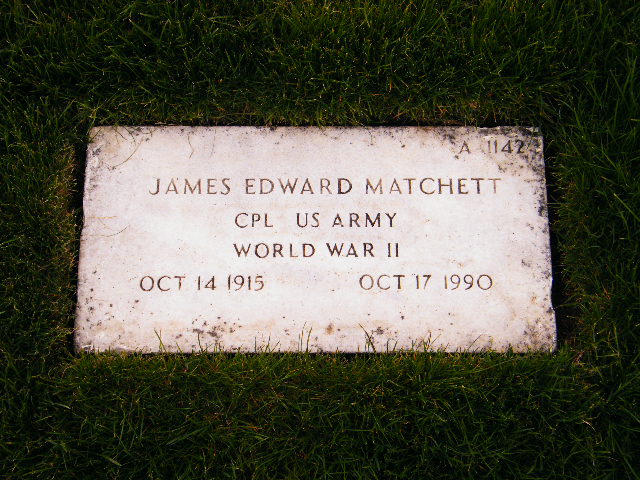 A 1142
JAMES EDWARD MATCHETT
CPL US ARMY
WORLD WAR II
OCT 14 1915 OCT 17 1990